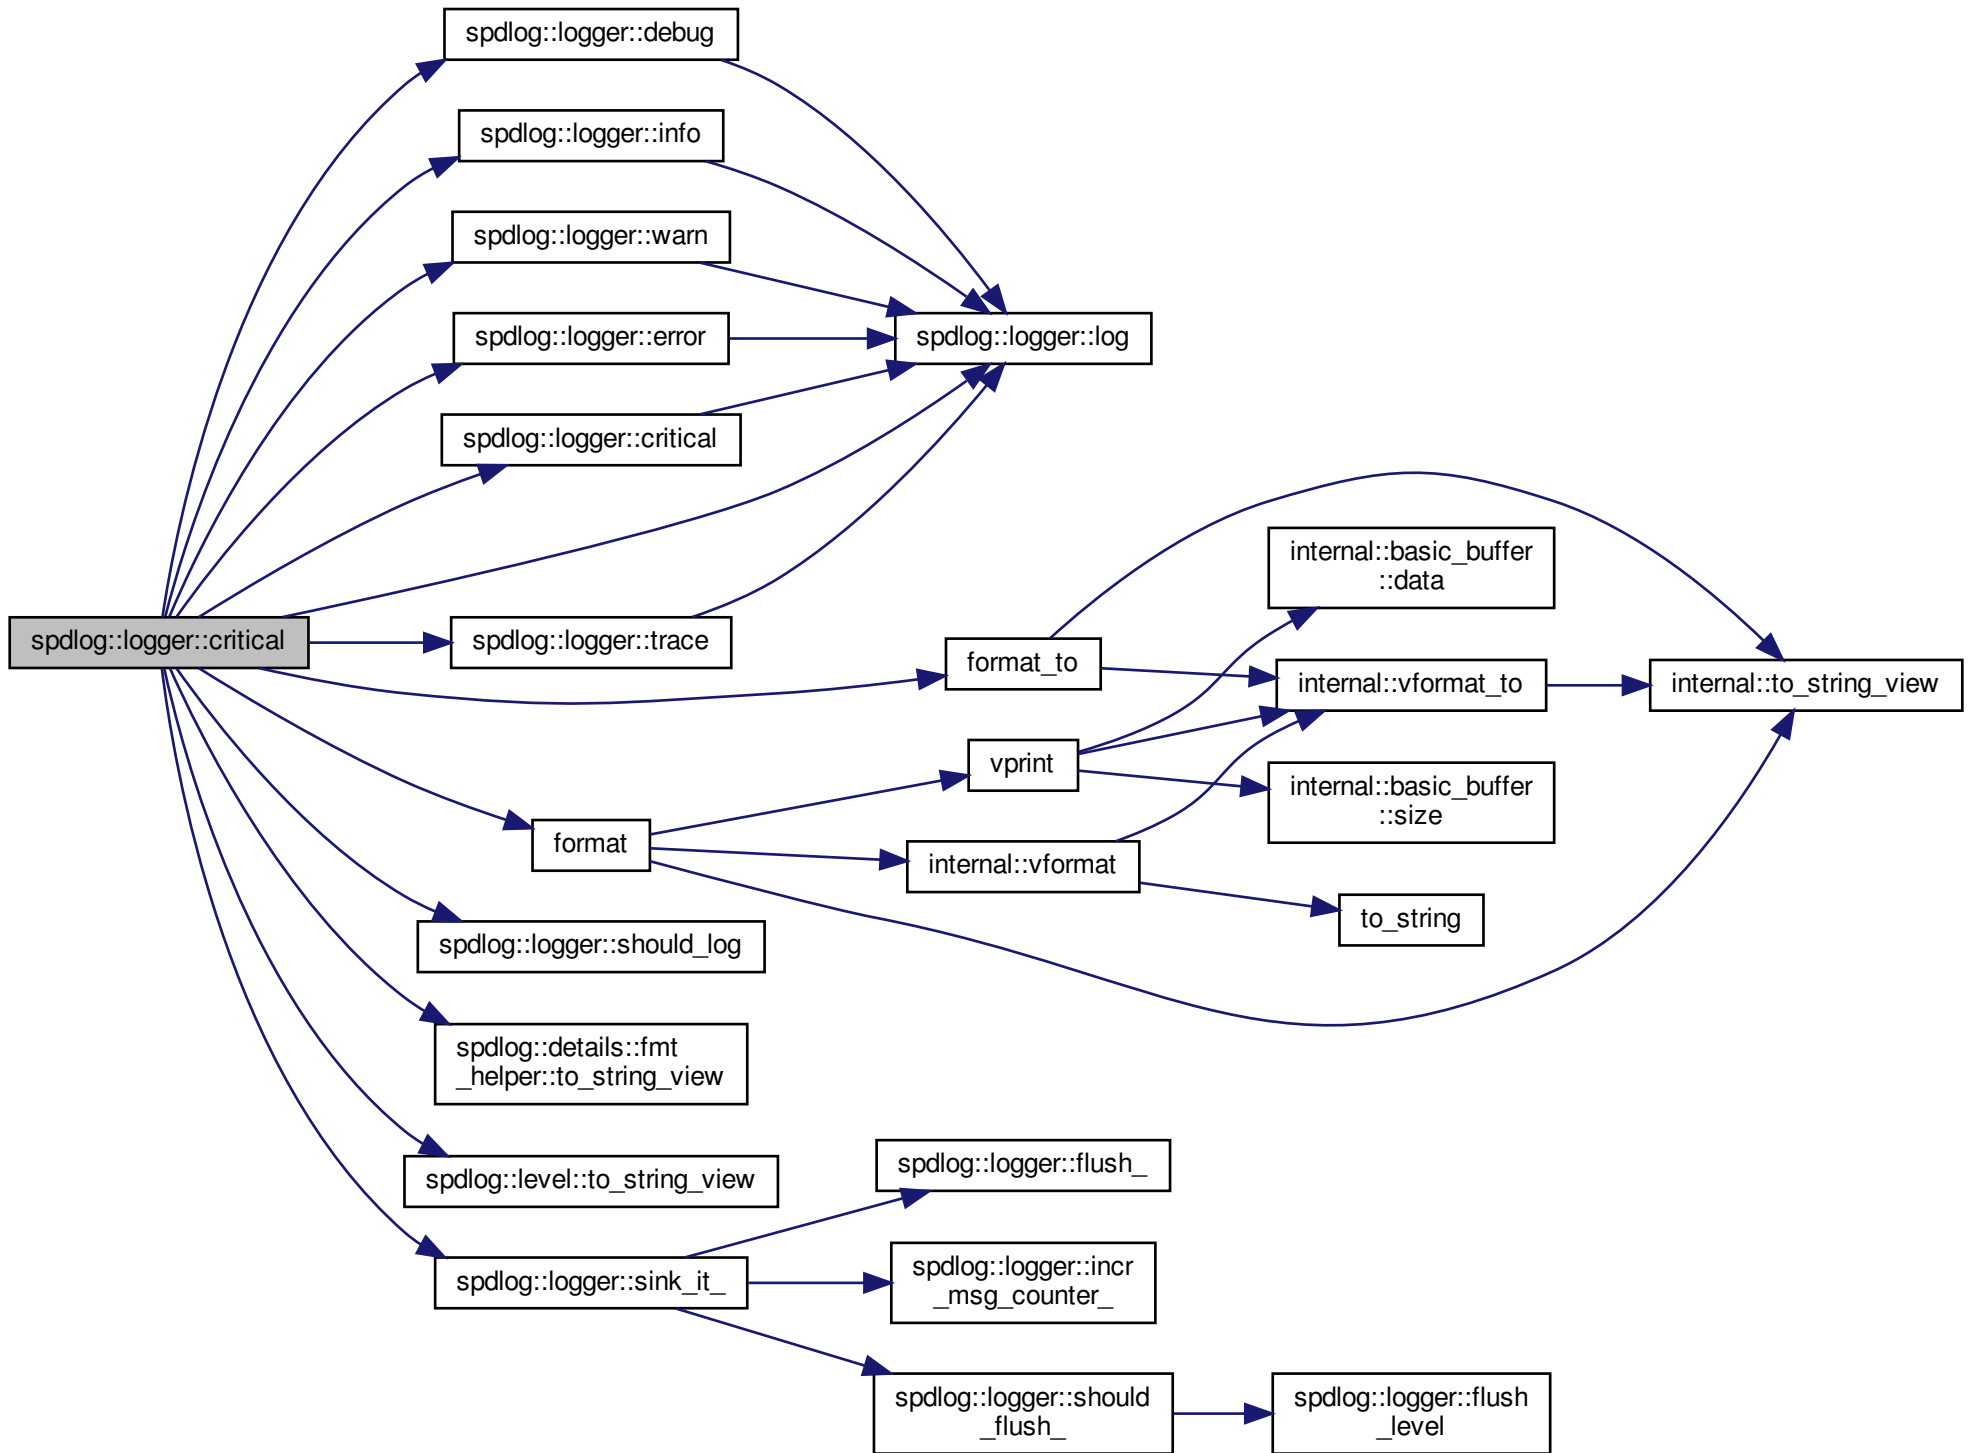 spdlog::logger::debug
spdlog::logger::info
spdlog::logger::warn
spdlog::logger::error
spdlog::logger::log
spdlog::logger::critical
internal::basic_buffer
::data
spdlog::logger::critical
spdlog::logger::trace
format_to
internal::vformat_to
internal::to_string_view
vprint
internal::basic_buffer
::size
format
internal::vformat
to_string
spdlog::logger::should_log
spdlog::details::fmt
_helper::to_string_view
spdlog::logger::flush_
spdlog::level::to_string_view
spdlog::logger::sink_it_
spdlog::logger::incr
_msg_counter_
spdlog::logger::should
_flush_
spdlog::logger::flush
_level